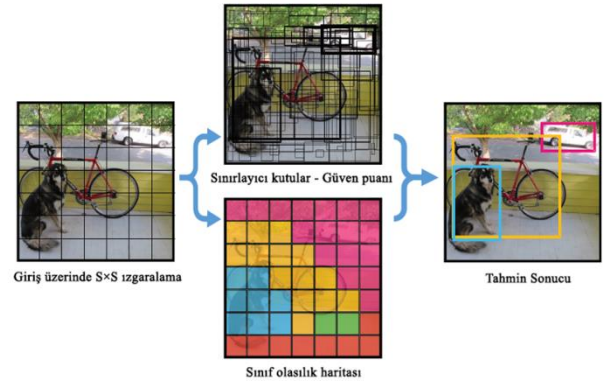 Sınırlayıcı kutular - Güven puanı
Giriş üzerinde S×S ızgaralama
Tahmin Sonucu
Sınıf olasılık haritası